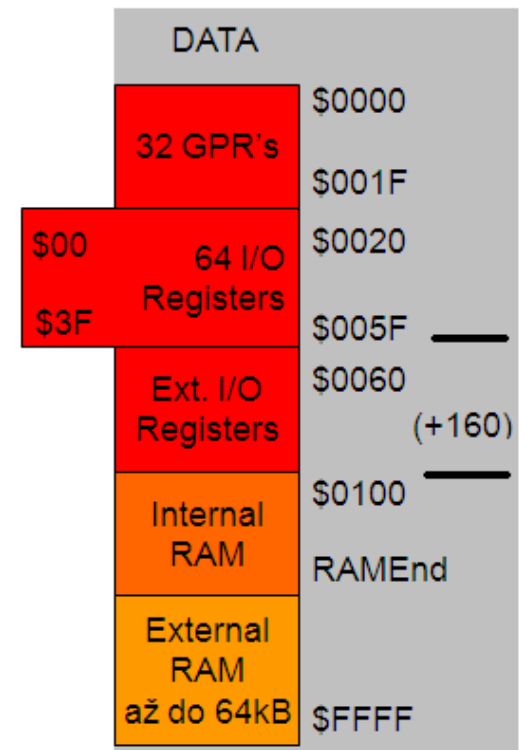 DATA
$0000
32 GPR's
$001F
$00
64 I/O
Registers
$3F
$0020
$005F
Ext. I/O
Registers
$0060
(+160)
Internal
RAM
$0100
RAMEnd
External
RAM
až do 64kB
$FFFF